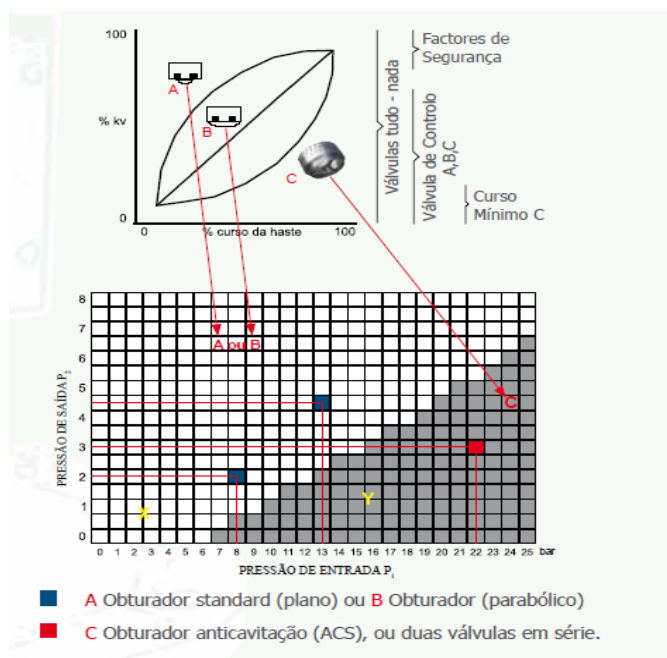 100
% kv
0
0
% curso da haste
100
A
B
C
Válvulas tudo - nada
Factores de
Segurança
Válvula de Controlo
A,B,C
Curso
Mínimo C
PRESSÃO DE SAÍDA P2
8
7
6
5
4
3
2
1
0
A ou B
C
X
Y
0 1 2 3 4 5 6 7 8 9 10 11 12 13 14 15 16 17 18 19 20 21 22 23 24 25 bar
PRESSÃO DE ENTRADA P1
A Obturador standard (plano) ou B Obturador (parabólico)
C Obturador anticavitação (ACS), ou duas válvulas em série.